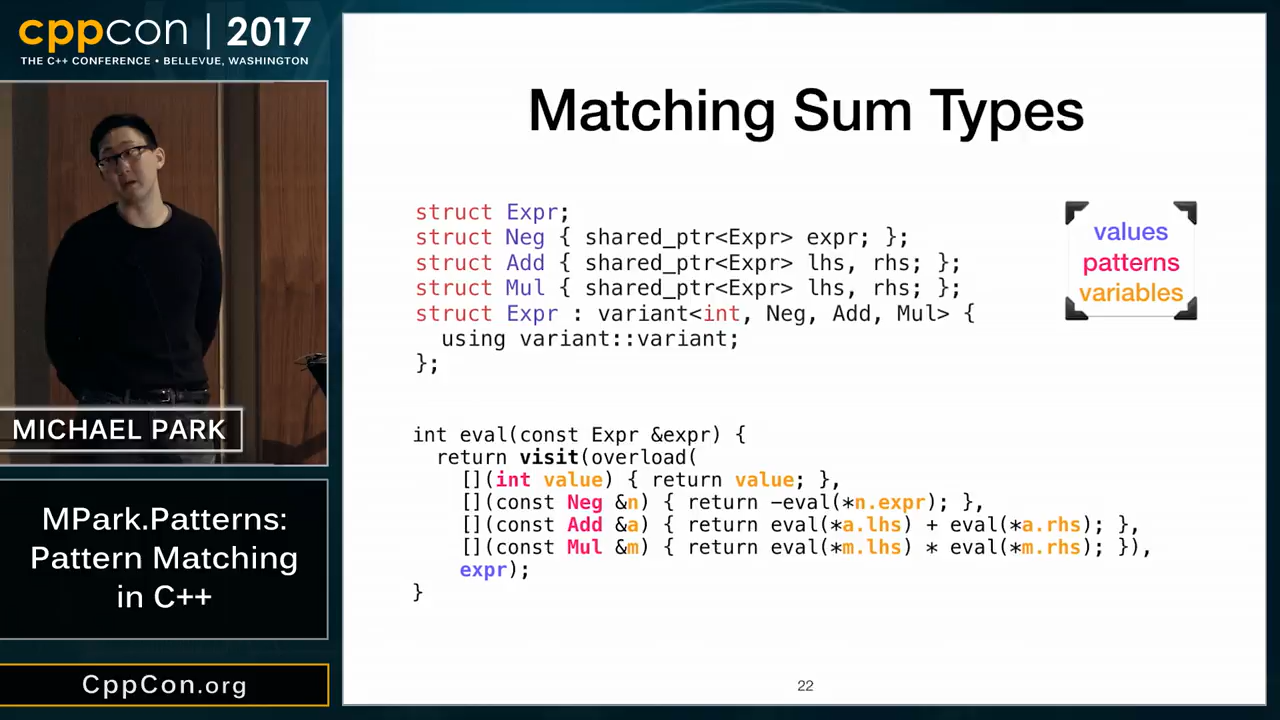 cppcon | 2017
THE C++ CONFERENCE • BELLEVUE, WASHINGTON
MICHAEL PARK
MPark.Patterns:
Pattern Matching
in C++
CppCon.org
Matching Sum Types
struct Expr;
struct Neg { shared_ptr<Expr> expr; };
struct Add { shared_ptr<Expr> lhs, rhs; };
struct Mul { shared_ptr<Expr> lhs, rhs; };
struct Expr : variant<int, Neg, Add, Mul> {
  using variant::variant;
};
values
patterns
variables
int eval(const Expr &expr) {
  return visit(overload(
    [](int value) { return value; },
    [](const Neg &n) { return -eval(*n.expr); },
    [](const Add &a) { return eval(*a.lhs) + eval(*a.rhs); },
    [](const Mul &m) { return eval(*m.lhs) * eval(*m.rhs); }),
    expr);
}
22